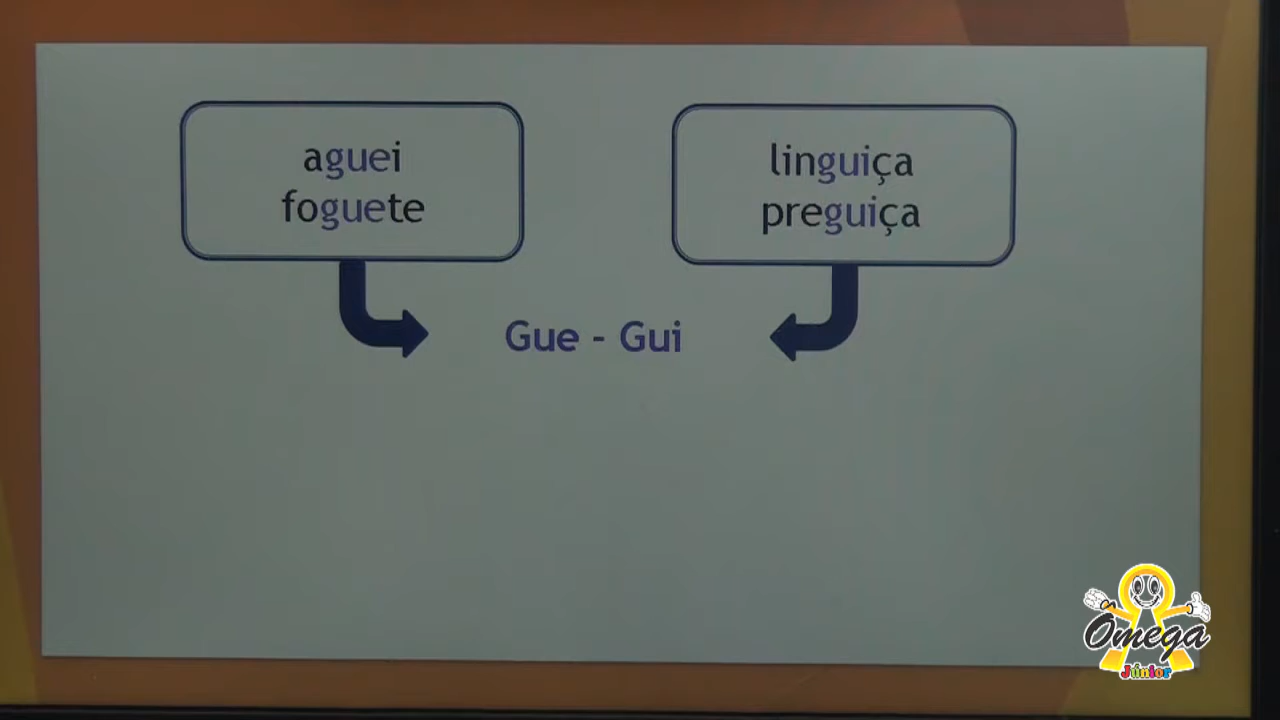 aguei
foguete
linguiça
preguiça
Gue - Gui
Ômega
Júnior